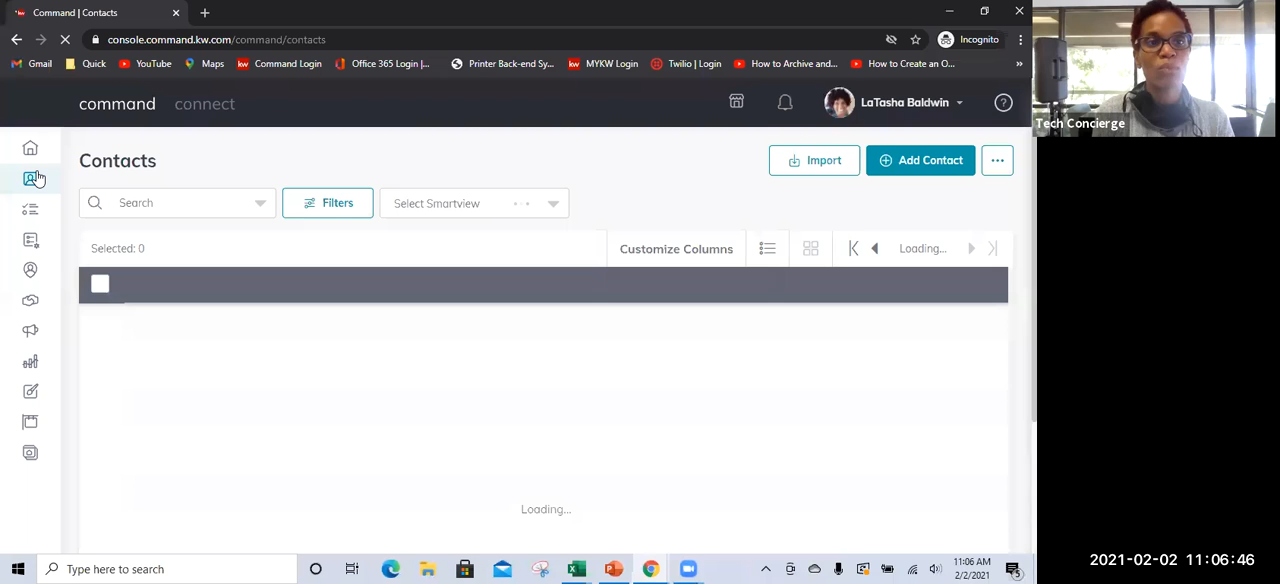 Command | Contacts
console.command.kw.com/command/contacts
Incognito
Gmail
Quick
YouTube
Maps
kw Command Login
Office 365 Login |...
Printer Back-end Sy...
kw MYKW Login
Twilio | Login
How to Archive and...
How to Create an O...
»
command
connect
LaTasha Baldwin
?
Tech Concierge
Contacts
Import
Add Contact
...
Search
Filters
Select Smartview
Selected: 0
Customize Columns
Loading...
Loading...
Type here to search
11:06 AM
2/2/2021
5
2021-02-02 11:06:46